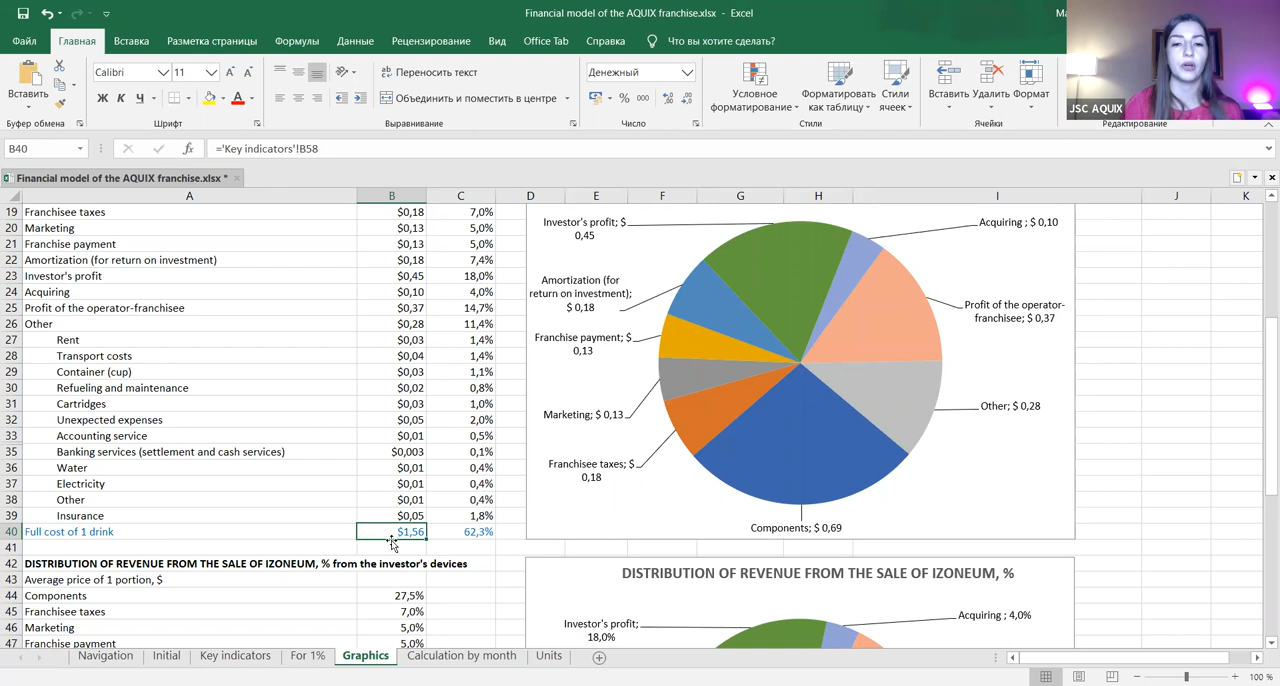 Financial model of the AQUIX franchise.xlsx - Excel
Файл Главная Вставка Разметка страницы Формулы Данные Рецензирование Вид Office Tab Справка Что вы хотите сделать?
JSC AQUIX
Вставить
Calibri 11
Ж К Ч
А
Переносить текст
Объединить и поместить в центре
Денежный
% 000
Условное форматирование
Форматировать как таблицу
Стили ячеек
Вставить Удалить Формат
Буфер обмена Шрифт Выравнивание Число Стили Ячейки Редактирование
B40 fx ='Key indicators'!B58
Financial model of the AQUIX franchise.xlsx *
A B C D E F G H I J K
19 Franchisee taxes $0,18 7,0%
20 Marketing $0,13 5,0%
21 Franchise payment $0,13 5,0%
22 Amortization (for return on investment) $0,18 7,4%
23 Investor's profit $0,45 18,0%
24 Acquiring $0,10 4,0%
25 Profit of the operator-franchisee $0,37 14,7%
26 Other $0,28 11,4%
27 Rent $0,03 1,4%
28 Transport costs $0,04 1,4%
29 Container (cup) $0,03 1,1%
30 Refueling and maintenance $0,02 0,8%
31 Cartridges $0,03 1,0%
32 Unexpected expenses $0,05 2,0%
33 Accounting service $0,01 0,5%
35 Banking services (settlement and cash services) $0,003 0,1%
36 Water $0,01 0,4%
37 Electricity $0,01 0,4%
38 Other $0,01 0,4%
39 Insurance $0,05 1,8%
40 Full cost of 1 drink $1,56 62,3%
41
42 DISTRIBUTION OF REVENUE FROM THE SALE OF IZONEUM, % from the investor's devices
43 Average price of 1 portion, $
44 Components 27,5%
45 Franchisee taxes 7,0%
46 Marketing 5,0%
47 Franchise payment 5,0%
Investor's profit; $
0,45
Acquiring ; $ 0,10
Amortization (for
return on investment);
$ 0,18
Profit of the operator-
franchisee; $ 0,37
Franchise payment; $
0,13
Marketing; $ 0,13
Other; $ 0,28
Franchisee taxes; $
0,18
Components; $ 0,69
DISTRIBUTION OF REVENUE FROM THE SALE OF IZONEUM, %
Investor's profit;
18,0%
Acquiring ; 4,0%
Navigation Initial Key indicators For 1% Graphics Calculation by month Units
100 %